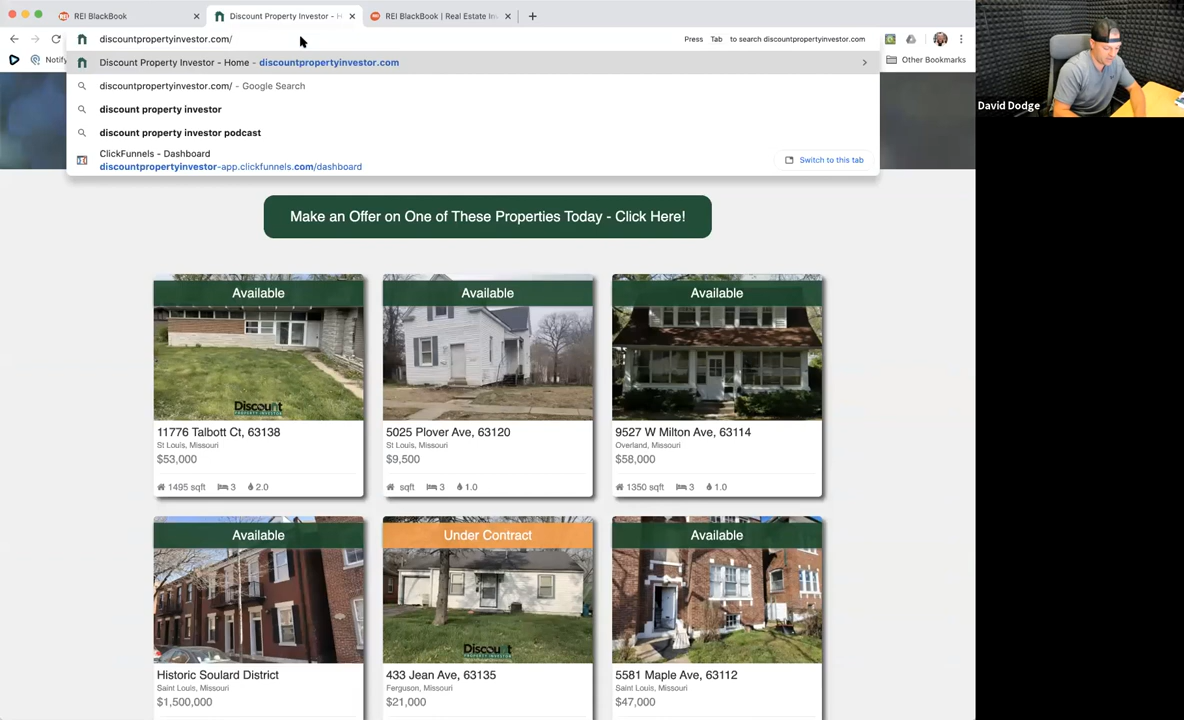 REI BlackBook
Discount Property Investor - H
REI BlackBook | Real Estate In
discountpropertyinvestor.com/
Press Tab to search discountpropertyinvestor.com
Notify
Other Bookmarks
Discount Property Investor - Home - discountpropertyinvestor.com
discountpropertyinvestor.com/ - Google Search
discount property investor
discount property investor podcast
ClickFunnels - Dashboard
discountpropertyinvestor-app.clickfunnels.com/dashboard
Switch to this tab
David Dodge
Make an Offer on One of These Properties Today - Click Here!
Available
Discount
PROPERTY INVESTOR
11776 Talbott Ct, 63138
St Louis, Missouri
$53,000
1495 sqft 3 2.0
Available
5025 Plover Ave, 63120
St Louis, Missouri
$9,500
sqft 3 1.0
Available
9527 W Milton Ave, 63114
Overland, Missouri
$58,000
1350 sqft 3 1.0
Available
Historic Soulard District
Saint Louis, Missouri
$1,500,000
Under Contract
Discount
PROPERTY INVESTOR
433 Jean Ave, 63135
Ferguson, Missouri
$21,000
Available
5581 Maple Ave, 63112
Saint Louis, Missouri
$47,000